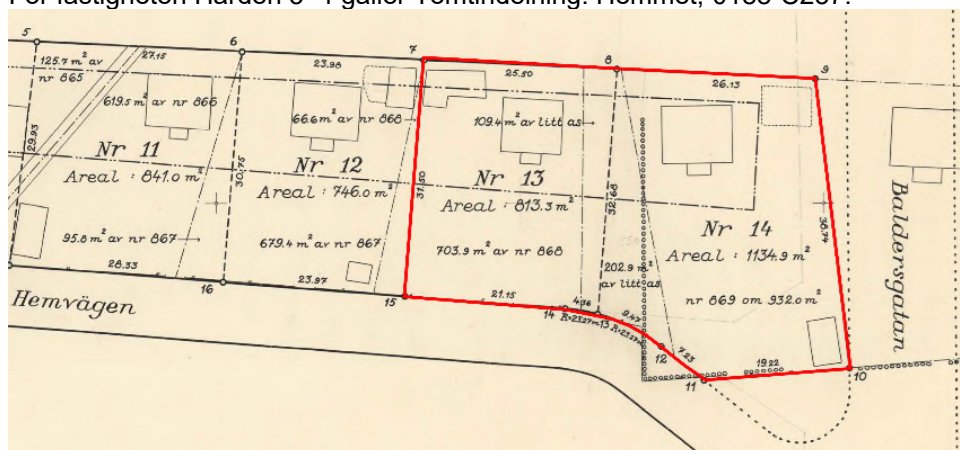 För fastigheten gäller Tomtindelning: Hemmet,
5
6
7
8
9
27.15
23.98
25.50
26.13
125.7 m² av
nr 865
619.5 m² av nr 866
66.6 m² av nr 868
109.4 m² av litt as
29.93
30.75
31.50
32.68
38.74
Nr 11
Areal : 841.0 m²
Nr 12
Areal : 746.0 m²
Nr 13
Areal : 813.3 m²
Nr 14
Areal : 1134.9 m²
95.8 m² av nr 867
679.4 m² av nr 867
703.9 m² av nr 868
202.9 m²
av litt as
nr 869 om 932.0 m²
Baldersgatan
28.33
16
23.97
15
21.15
14
4.36
13
R=23.27 m
9.47
R=23.27 m
12
7.23
11
19.22
10
Hemvägen